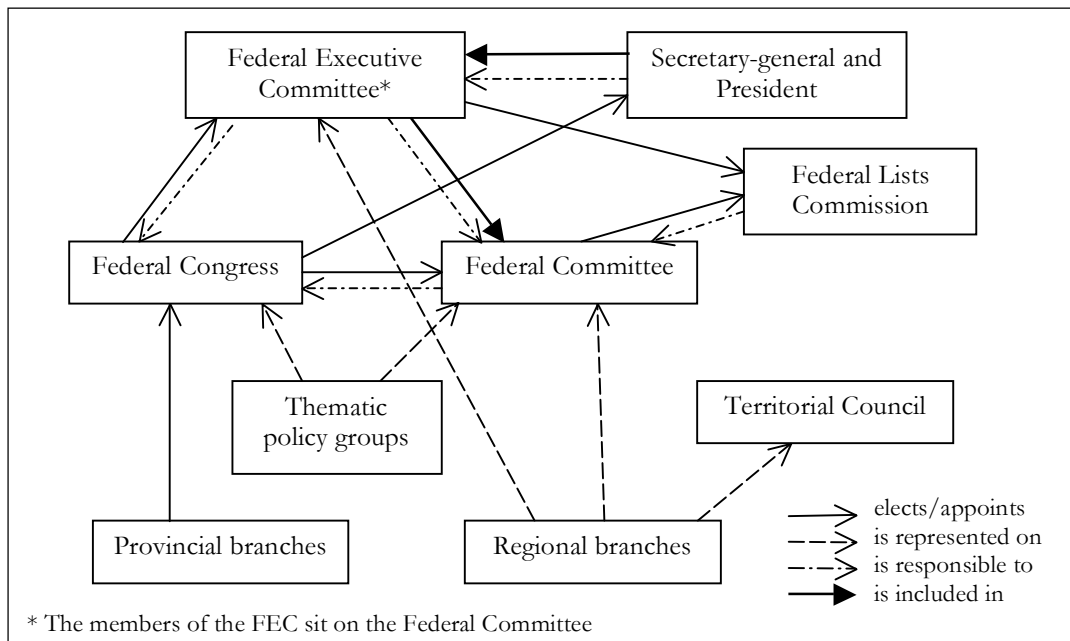 Federal Executive
Committee*
Secretary-general and
President
Federal Lists
Commission
Federal Congress
Federal Committee
Thematic
policy groups
Territorial Council
Provincial branches
Regional branches
elects/appoints
is represented on
is responsible to
is included in
* The members of the FEC sit on the Federal Committee